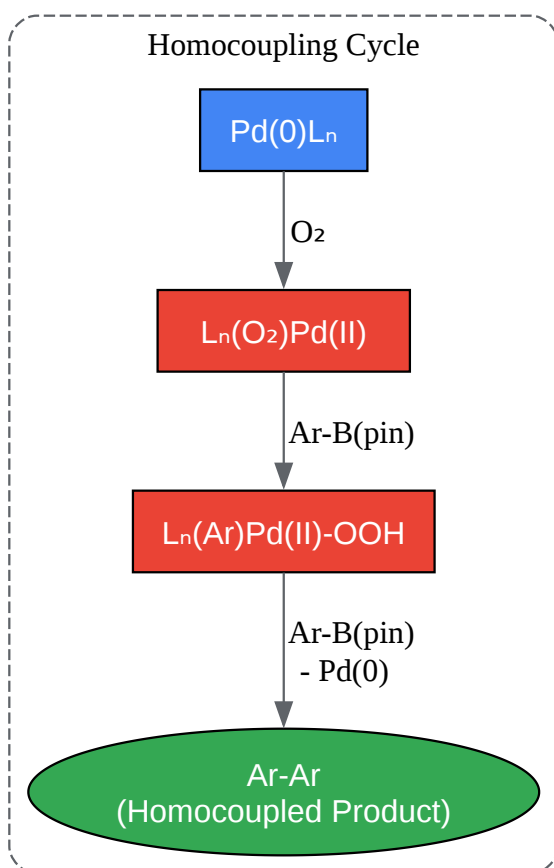 Homocoupling Cycle
Pd(0)Lₙ
O₂
Lₙ(O₂)Pd(II)
Ar-B(pin)
Lₙ(Ar)Pd(II)-OOH
Ar-B(pin)
- Pd(0)
Ar-Ar
(Homocoupled Product)